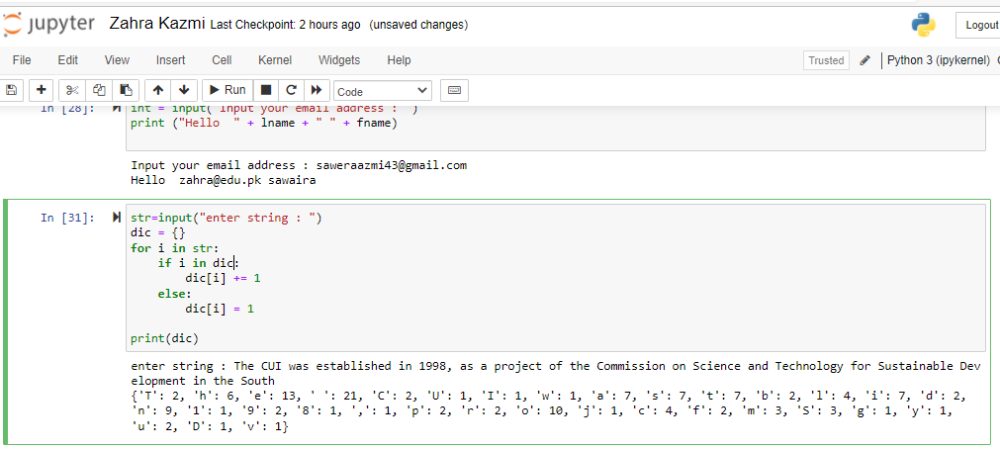 jupyter Zahra Kazmi Last Checkpoint: 2 hours ago (unsaved changes)
Logout
File Edit View Insert Cell Kernel Widgets Help
Trusted Python 3 (ipykernel)
Run Code
In [28]: int = input( input your email address : )
print ("Hello  " + lname + " " + fname)
Input your email address : saweraazmi43@gmail.com
Hello  zahra@edu.pk sawaira
In [31]: str=input("enter string : ")
dic = {}
for i in str:
    if i in dic:
        dic[i] += 1
    else:
        dic[i] = 1
print(dic)
enter string : The CUI was established in 1998, as a project of the Commission on Science and Technology for Sustainable Dev
elopment in the South
{'T': 2, 'h': 6, 'e': 13, ' ': 21, 'C': 2, 'U': 1, 'I': 1, 'w': 1, 'a': 7, 's': 7, 't': 7, 'b': 2, 'l': 4, 'i': 7, 'd': 2,
'n': 9, '1': 1, '9': 2, '8': 1, ',': 1, 'p': 2, 'r': 2, 'o': 10, 'j': 1, 'c': 4, 'f': 2, 'm': 3, 'S': 3, 'g': 1, 'y': 1,
'u': 2, 'D': 1, 'v': 1}